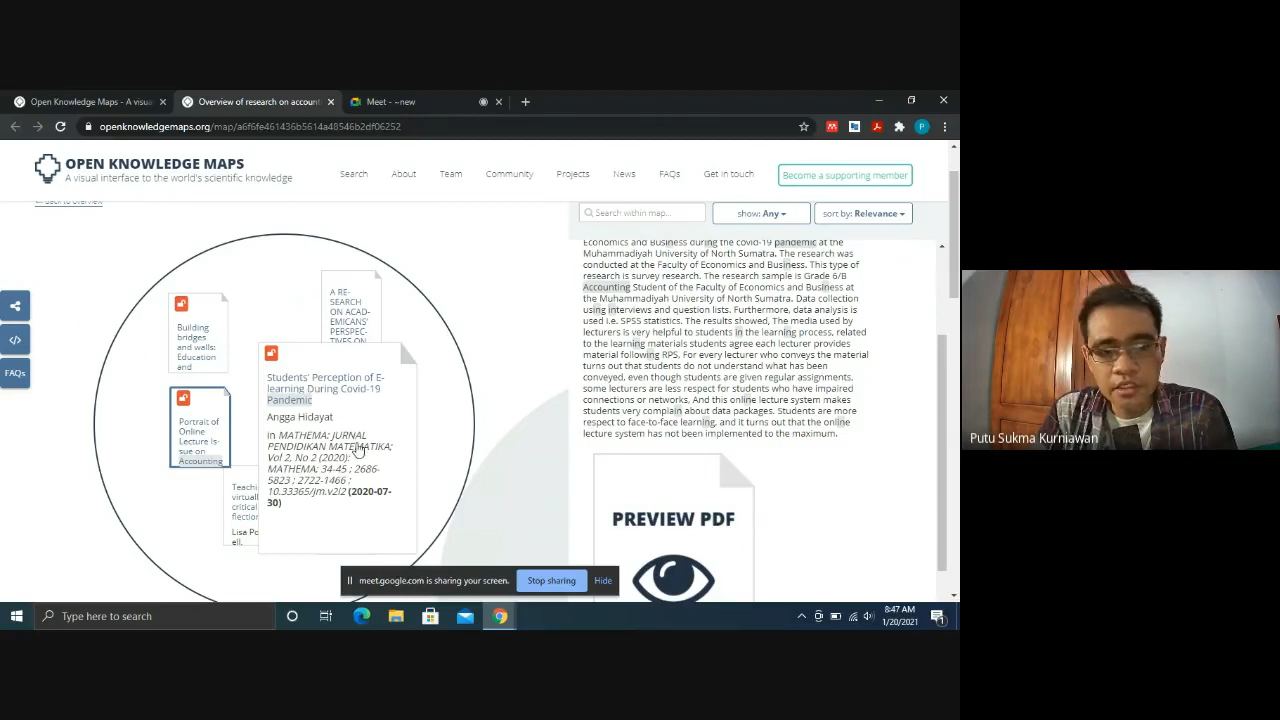 Open Knowledge Maps - A visua
Overview of research on account
Meet - ~new
openknowledgemaps.org/map/a6f6fe461436b5614a48546b2df06252
OPEN KNOWLEDGE MAPS
A visual interface to the world's scientific knowledge
Search
About
Team
Community
Projects
News
FAQs
Get in touch
Become a supporting member
Back to overview
Search within map...
show: Any
sort by: Relevance
FAQs
Building
bridges
and walls:
Education
and
A RE-
SEARCH
ON ACAD-
EMICANS'
PERSPEC-
TIVES ON
Portrait of
Online
Lecture Is-
sue on
Accounting
Students' Perception of E-
learning During Covid-19
Pandemic
Angga Hidayat
in MATHEMA: JURNAL
PENDIDIKAN MATEMATIKA;
Vol 2, No 2 (2020):
MATHEMA; 34-45 ; 2686-
5823 ; 2722-1466 ;
10.33365/jm.v2i2 (2020-07-
30)
Teachi
virtuall
critical
flectio
Lisa Po
ell,
Economics and Business during the covid-19 pandemic at the
Muhammadiyah University of North Sumatra. The research was
conducted at the Faculty of Economics and Business. This type of
research is survey research. The research sample is Grade 6/B
Accounting Student of the Faculty of Economics and Business at
the Muhammadiyah University of North Sumatra. Data collection
using interviews and question lists. Furthermore, data analysis is
used i.e. SPSS statistics. The results showed, The media used by
lecturers is very helpful to students in the learning process, related
to the learning materials students agree each lecturer provides
material following RPS. For every lecturer who conveys the material
turns out that students do not understand what has been
conveyed, even though students are given regular assignments,
some lecturers are less respect for students who have impaired
connections or networks, And this online lecture system makes
students very complain about data packages. Students are more
respect to face-to-face learning, and it turns out that the online
lecture system has not been implemented to the maximum.
PREVIEW PDF
meet.google.com is sharing your screen.
Stop sharing
Hide
Type here to search
8:47 AM
1/20/2021
1
Putu Sukma Kurniawan